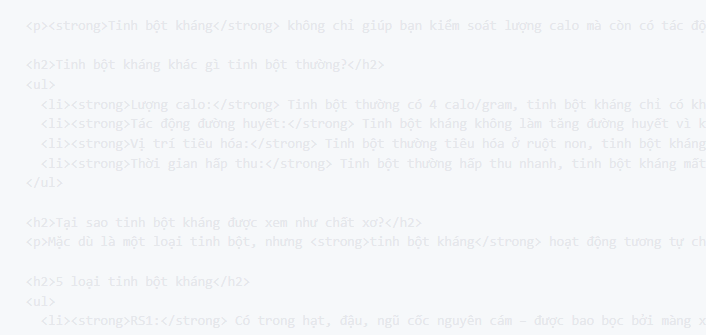 <p><strong>Tinh bột kháng</strong> không chỉ giúp bạn kiểm soát lượng calo mà còn có tác độ
<h2>Tinh bột kháng khác gì tinh bột thường?</h2>
<ul>
<li><strong>Lượng calo:</strong> Tinh bột thường có 4 calo/gram, tinh bột kháng chỉ có kh
<li><strong>Tác động đường huyết:</strong> Tinh bột kháng không làm tăng đường huyết vì k
<li><strong>Vị trí tiêu hóa:</strong> Tinh bột thường tiêu hóa ở ruột non, tinh bột kháng
<li><strong>Thời gian hấp thu:</strong> Tinh bột thường hấp thu nhanh, tinh bột kháng mất
</ul>
<h2>Tại sao tinh bột kháng được xem như chất xơ?</h2>
<p>Mặc dù là một loại tinh bột, nhưng <strong>tinh bột kháng</strong> hoạt động tương tự ch
<h2>5 loại tinh bột kháng</h2>
<ul>
<li><strong>RS1:</strong> Có trong hạt, đậu, ngũ cốc nguyên cám – được bao bọc bởi màng x